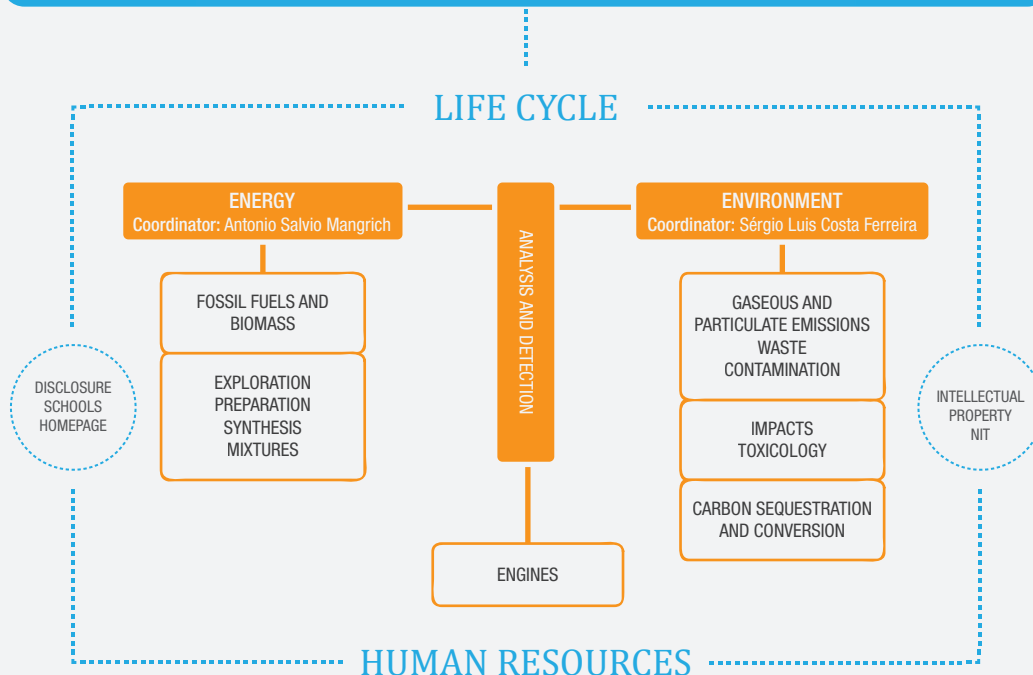 LIFE CYCLE
ENERGY
Coordinator: Antonio Salvio Mangrich
ANALYSIS AND DETECTION
ENVIRONMENT
Coordinator: Sérgio Luis Costa Ferreira
FOSSIL FUELS AND
BIOMASS
EXPLORATION
PREPARATION
SYNTHESIS
MIXTURES
GASEOUS AND
PARTICULATE EMISSIONS
WASTE
CONTAMINATION
IMPACTS
TOXICOLOGY
CARBON SEQUESTRATION
AND CONVERSION
DISCLOSURE
SCHOOLS
HOMEPAGE
INTELLECTUAL
PROPERTY
NIT
ENGINES
HUMAN RESOURCES